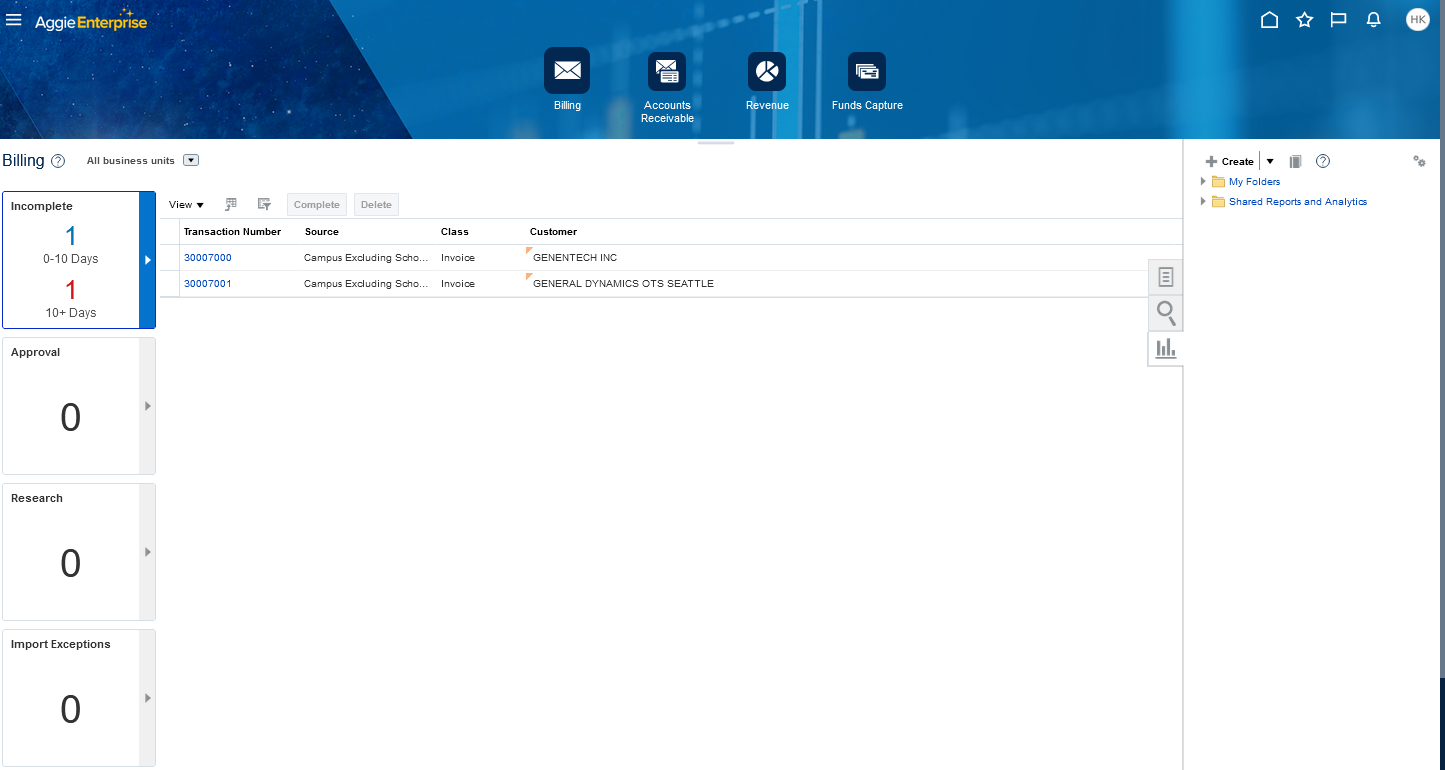 AggieEnterprise
HK
Billing
Accounts
Receivable
Revenue
Funds Capture
Billing ? All business units
Incomplete
1
0-10 Days
1
10+ Days
Approval
0
Research
0
Import Exceptions
0
View Complete Delete
Transaction Number Source Class Customer
30007000 Campus Excluding Scho... Invoice GENENTECH INC
30007001 Campus Excluding Scho... Invoice GENERAL DYNAMICS OTS SEATTLE
Create ?
My Folders
Shared Reports and Analytics